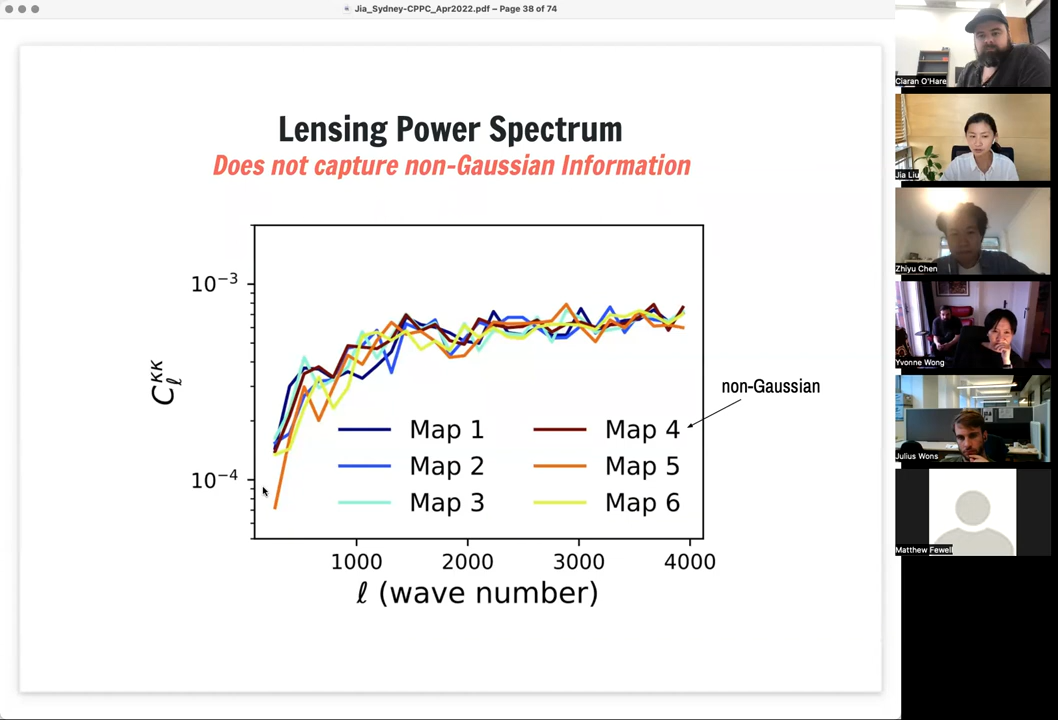 Jia_Sydney-CPPC_Apr2022.pdf – Page 38 of 74
Lensing Power Spectrum
Does not capture non-Gaussian Information
10⁻³
10⁻⁴
C_ℓ^κκ
non-Gaussian
Map 1
Map 2
Map 3
Map 4
Map 5
Map 6
1000 2000 3000 4000
ℓ (wave number)
Ciaran O'Hare
Jia Liu
Zhiyu Chen
Yvonne Wong
Julius Wons
Matthew Fewell